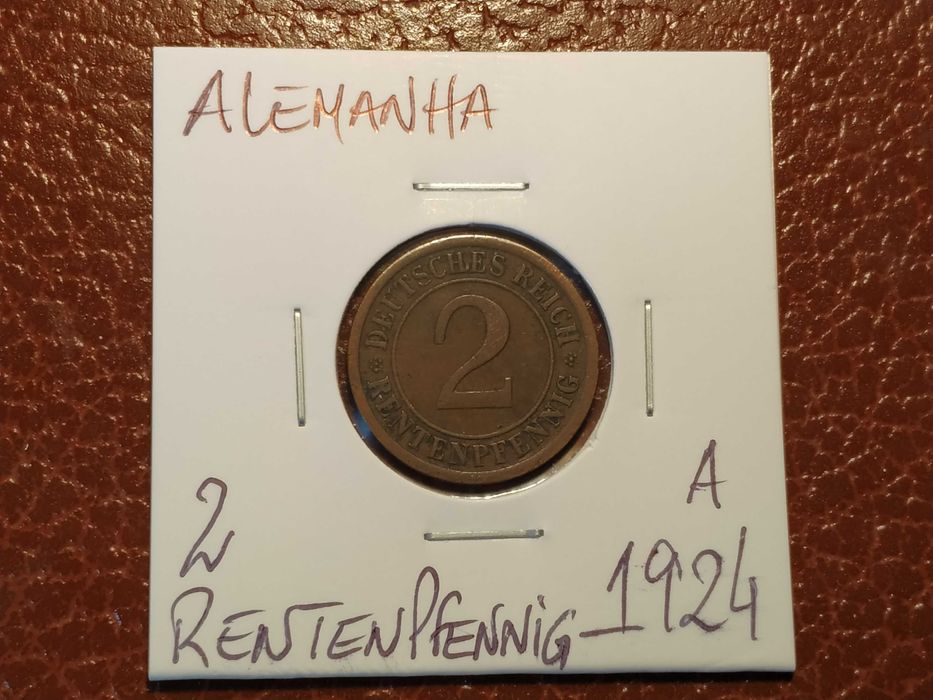 ALEMANHA
DEUTSCHES REICH
2
RENTENPFENNIG
A
2
RENTENPfENNiG
1924